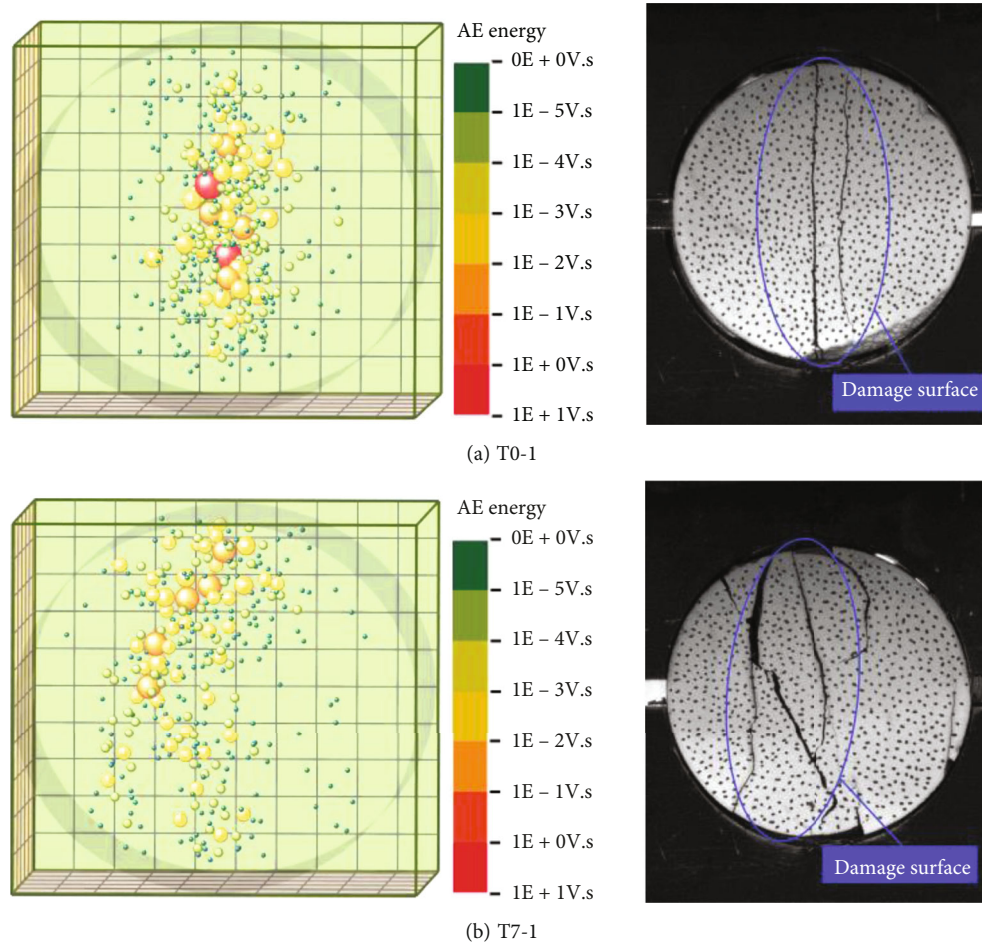 AE energy
0E + 0V.s
1E – 5V.s
1E – 4V.s
1E – 3V.s
1E – 2V.s
1E – 1V.s
1E + 0V.s
1E + 1V.s
Damage surface
(a) T0-1
AE energy
0E + 0V.s
1E – 5V.s
1E – 4V.s
1E – 3V.s
1E – 2V.s
1E – 1V.s
1E + 0V.s
1E + 1V.s
Damage surface
(b) T7-1